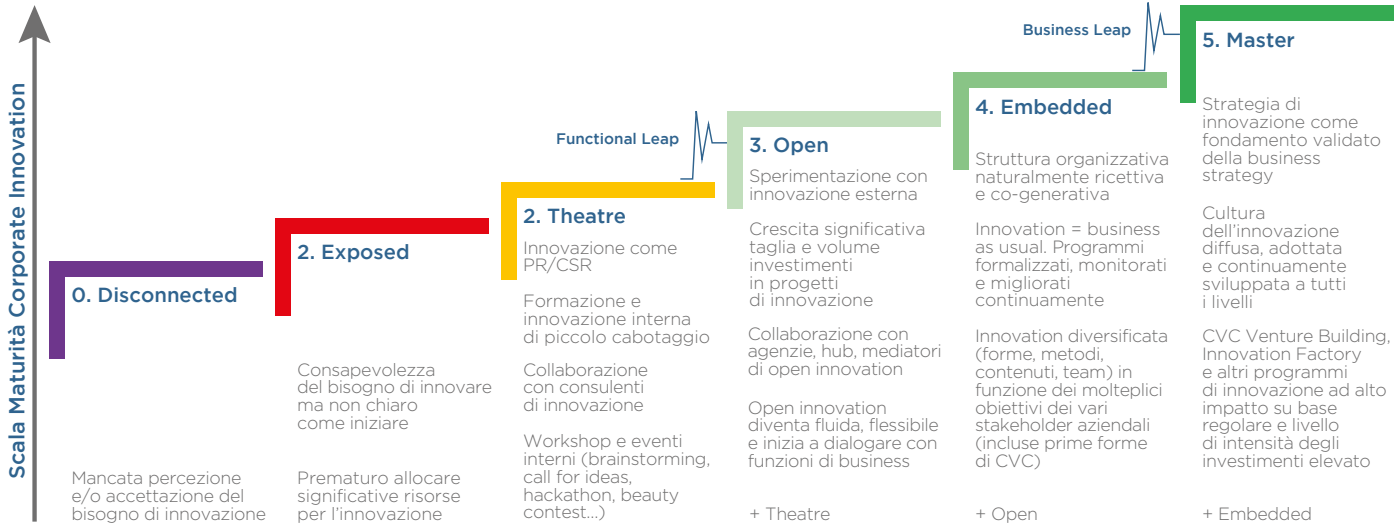 Scala Maturità Corporate Innovation
0. Disconnected
Mancata percezione
e/o accettazione del
bisogno di innovazione
2. Exposed
Consapevolezza
del bisogno di innovare
ma non chiaro
come iniziare
Prematuro allocare
significative risorse
per l'innovazione
2. Theatre
Innovazione come
PR/CSR
Formazione e
innovazione interna
di piccolo cabotaggio
Collaborazione
con consulenti
di innovazione
Workshop e eventi
interni (brainstorming,
call for ideas,
hackathon, beauty
contest...)
Functional Leap
3. Open
Sperimentazione con
innovazione esterna
Crescita significativa
taglia e volume
investimenti
in progetti
di innovazione
Collaborazione con
agenzie, hub, mediatori
di open innovation
Open innovation
diventa fluida, flessibile
e inizia a dialogare con
funzioni di business
+ Theatre
4. Embedded
Struttura organizzativa
naturalmente ricettiva
e co-generativa
Innovation = business
as usual. Programmi
formalizzati, monitorati
e migliorati
continuamente
Innovation diversificata
(forme, metodi,
contenuti, team) in
funzione dei molteplici
obiettivi dei vari
stakeholder aziendali
(incluse prime forme
di CVC)
+ Open
Business Leap
5. Master
Strategia di
innovazione come
fondamento validato
della business
strategy
Cultura
dell'innovazione
diffusa, adottata
e continuamente
sviluppata a tutti
i livelli
CVC Venture Building,
Innovation Factory
e altri programmi
di innovazione ad alto
impatto su base
regolare e livello
di intensità degli
investimenti elevato
+ Embedded